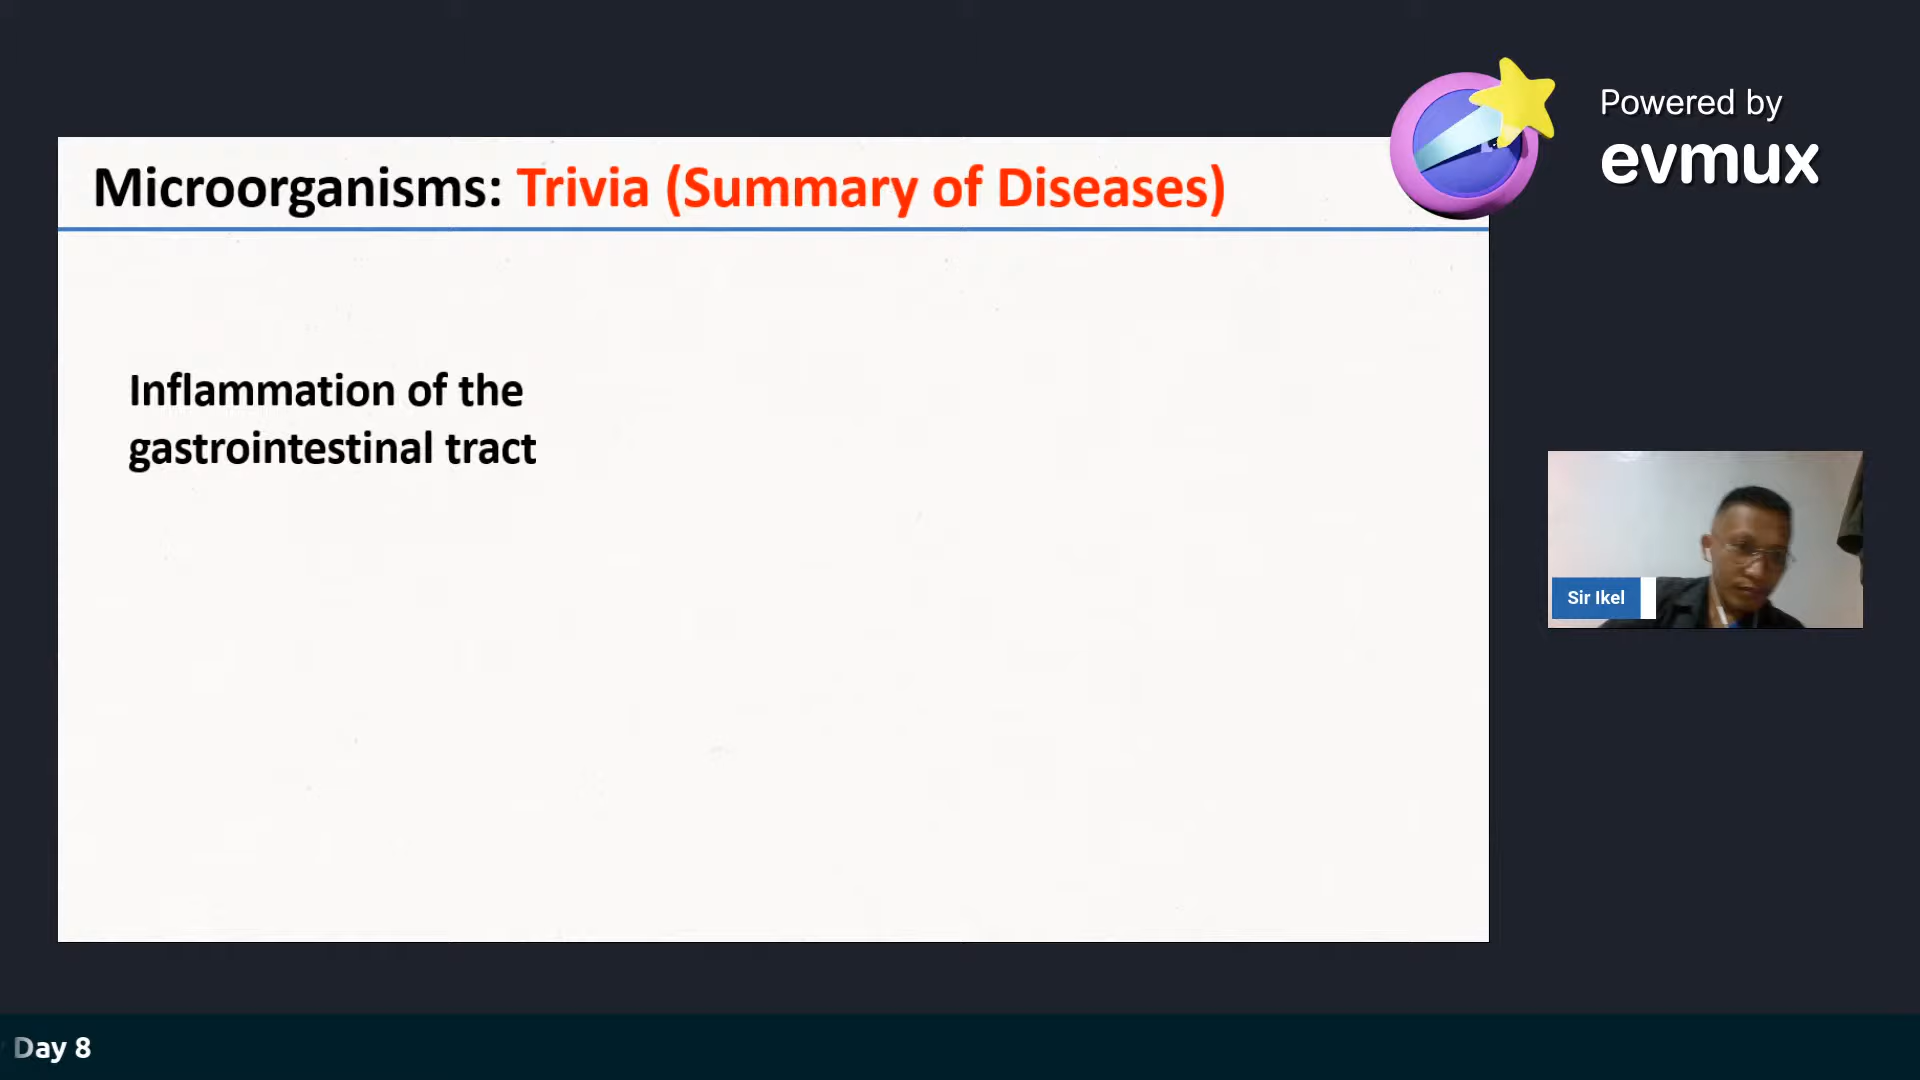 Powered by
evmux
Microorganisms: Trivia (Summary of Diseases)
Inflammation of the
gastrointestinal tract
Sir Ikel
Day 8